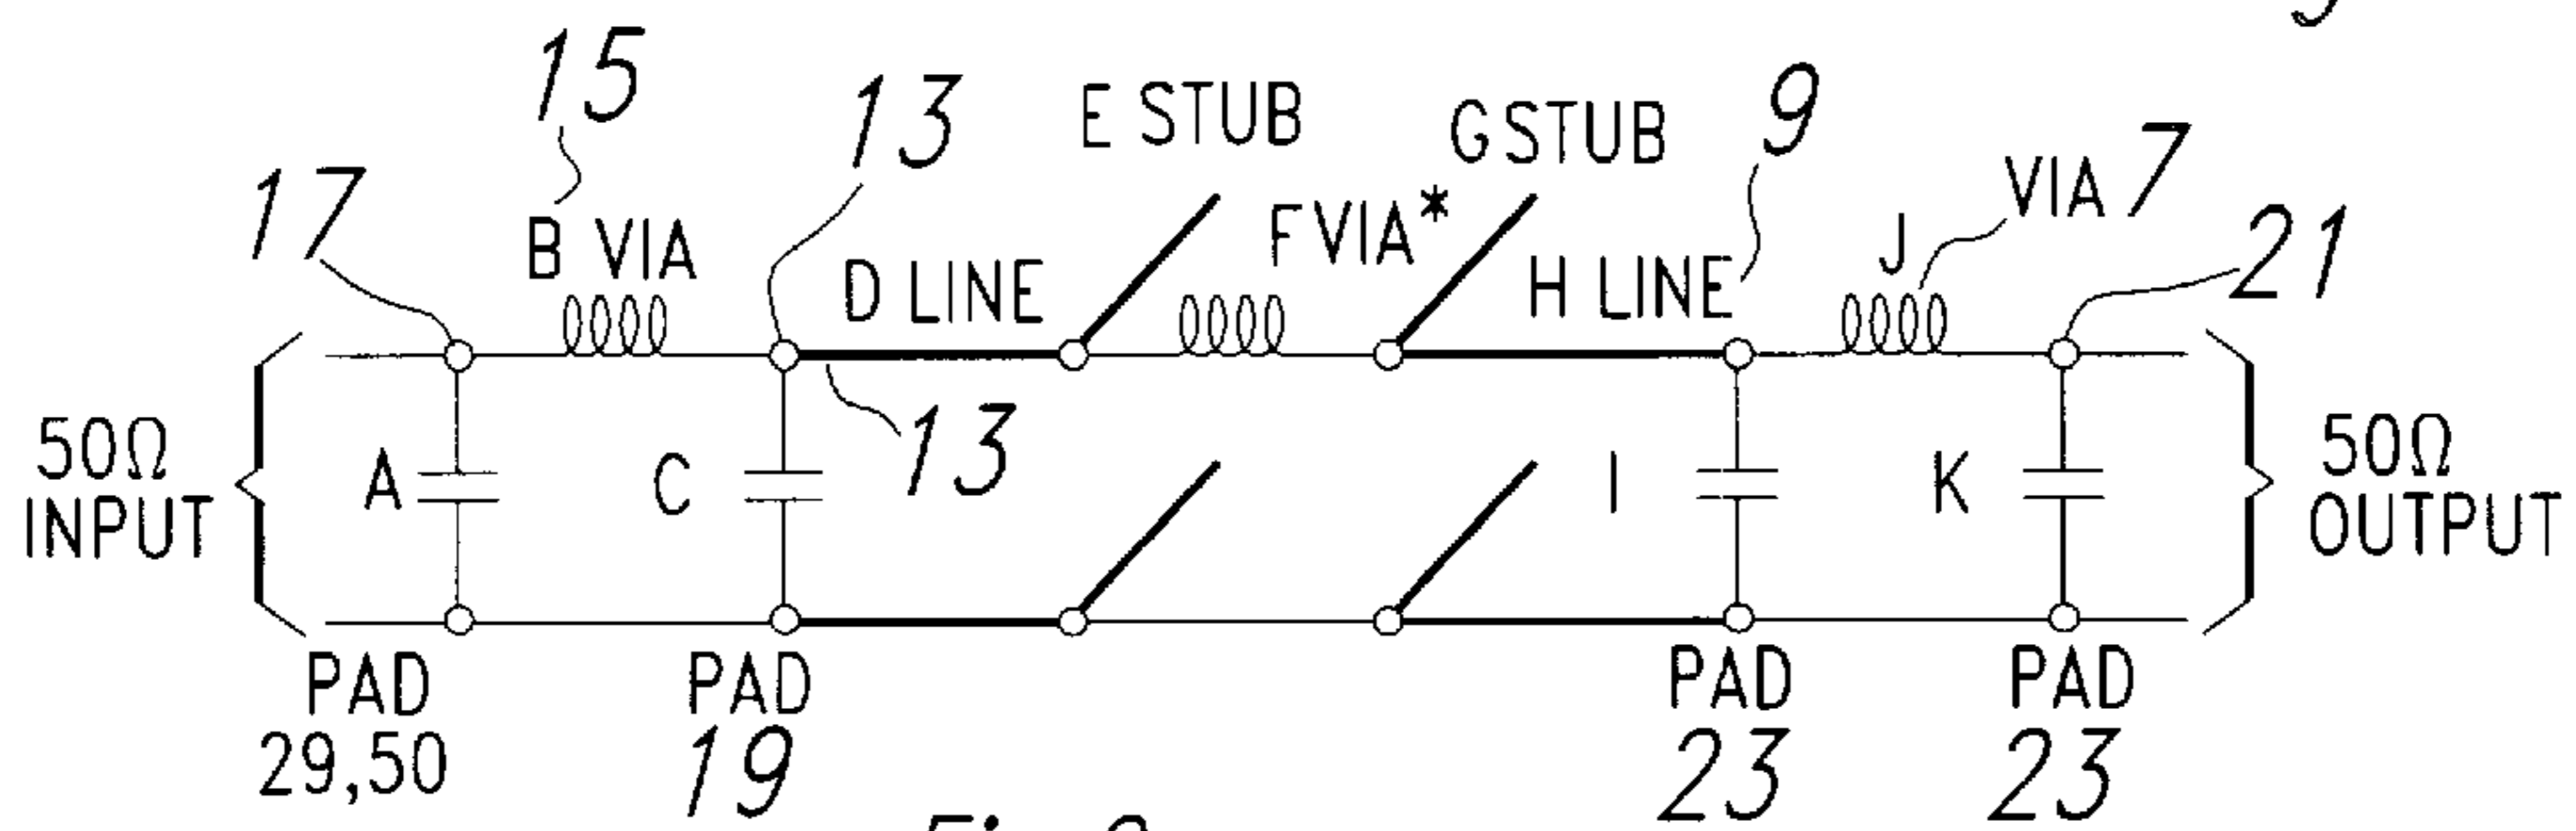 15
13
E STUB
G STUB
9
VIA 7
17
B VIA
F VIA*
J
21
D LINE
H LINE
50Ω
INPUT
A
C
13
I
K
50Ω
OUTPUT
PAD
29,50
PAD
19
PAD
23
PAD
23